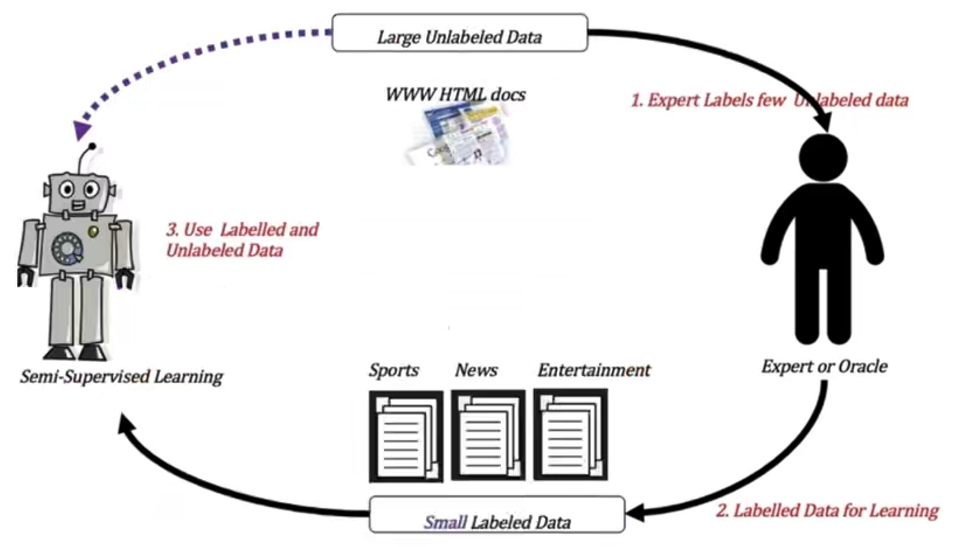 Large Unlabeled Data
WWW HTML docs
1. Expert Labels few Unlabeled data
3. Use Labelled and
Unlabeled Data
Semi-Supervised Learning
Sports
News
Entertainment
Expert or Oracle
Small Labeled Data
2. Labelled Data for Learning